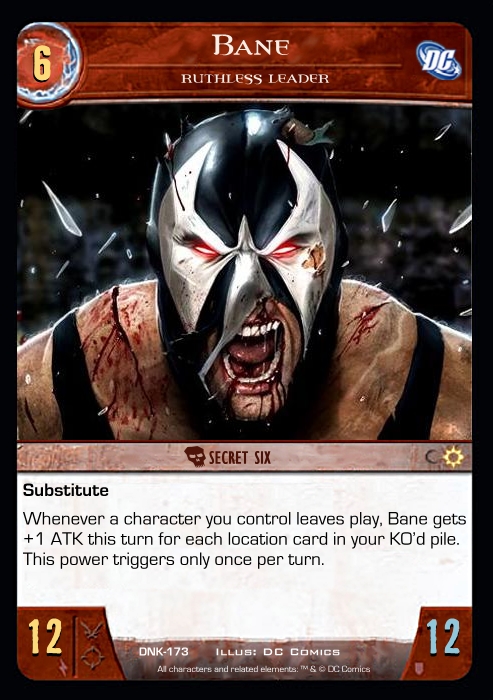 6
BANE
RUTHLESS LEADER
DC
SECRET SIX
Substitute
Whenever a character you control leaves play, Bane gets
+1 ATK this turn for each location card in your KO'd pile.
This power triggers only once per turn.
12
DNK-173 ILLUS: DC COMICS
All characters and related elements: ™ & © DC Comics
12